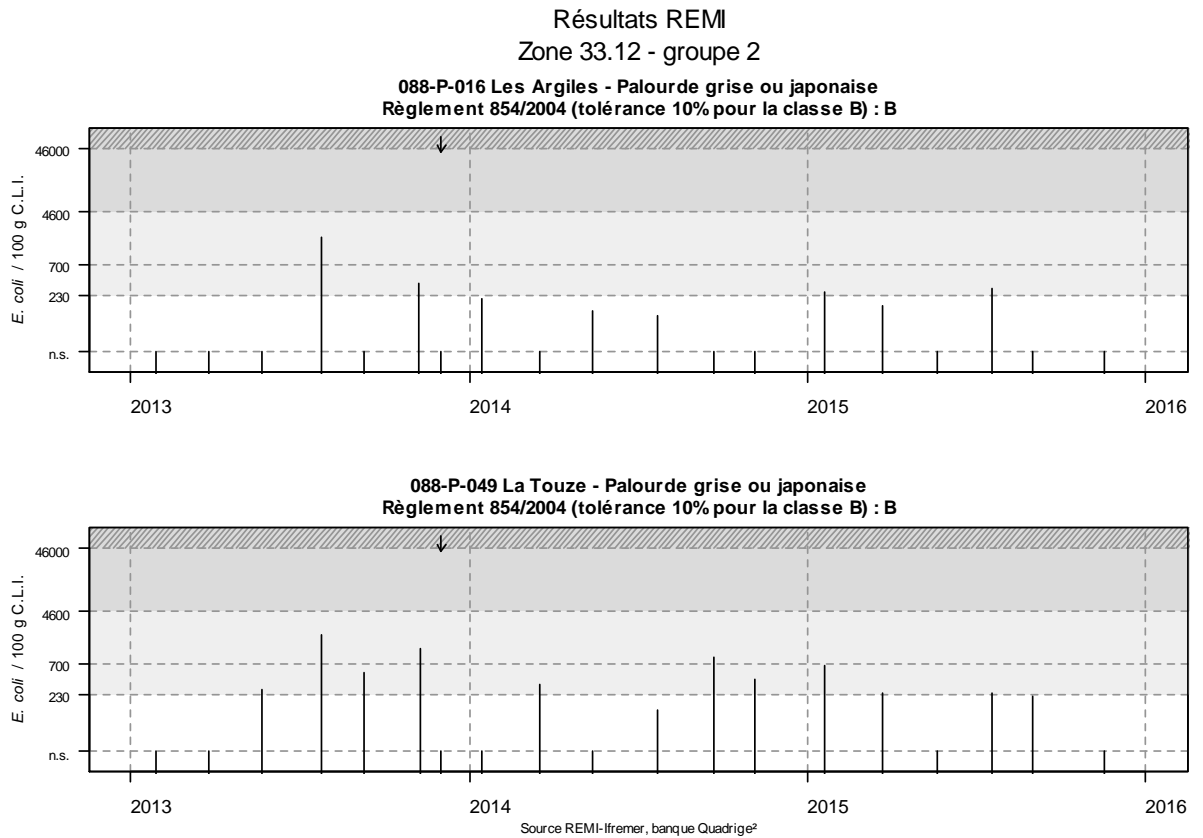 Résultats REMI
Zone 33.12 - groupe 2
088-P-016 Les Argiles - Palourde grise ou japonaise
Règlement 854/2004 (tolérance 10% pour la classe B) : B
E. coli / 100 g C.L.I.
46000
4600
700
230
n.s.
2013 2014 2015 2016
088-P-049 La Touze - Palourde grise ou japonaise
Règlement 854/2004 (tolérance 10% pour la classe B) : B
E. coli / 100 g C.L.I.
46000
4600
700
230
n.s.
2013 2014 2015 2016
Source REMI-Ifremer, banque Quadrige²